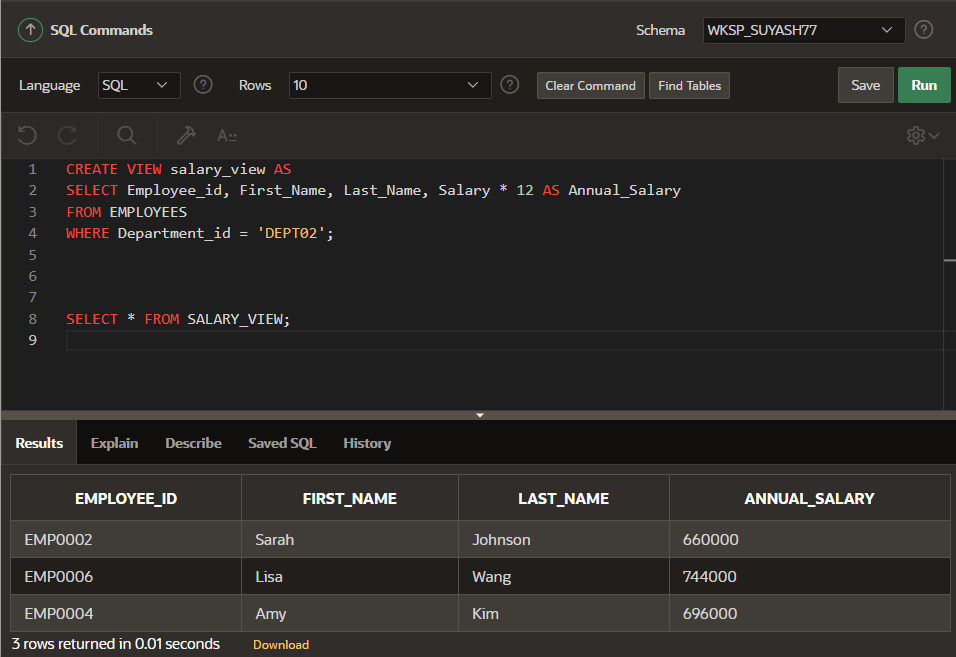 SQL Commands Schema WKSP_SUYASH77 ?
Language SQL ? Rows 10 ? Clear Command Find Tables Save Run
A::
1 CREATE VIEW salary_view AS
2 SELECT Employee_id, First_Name, Last_Name, Salary * 12 AS Annual_Salary
3 FROM EMPLOYEES
4 WHERE Department_id = 'DEPT02';
5
6
7
8 SELECT * FROM SALARY_VIEW;
9
Results Explain Describe Saved SQL History
EMPLOYEE_ID FIRST_NAME LAST_NAME ANNUAL_SALARY
EMP0002 Sarah Johnson 660000
EMP0006 Lisa Wang 744000
EMP0004 Amy Kim 696000
3 rows returned in 0.01 seconds Download